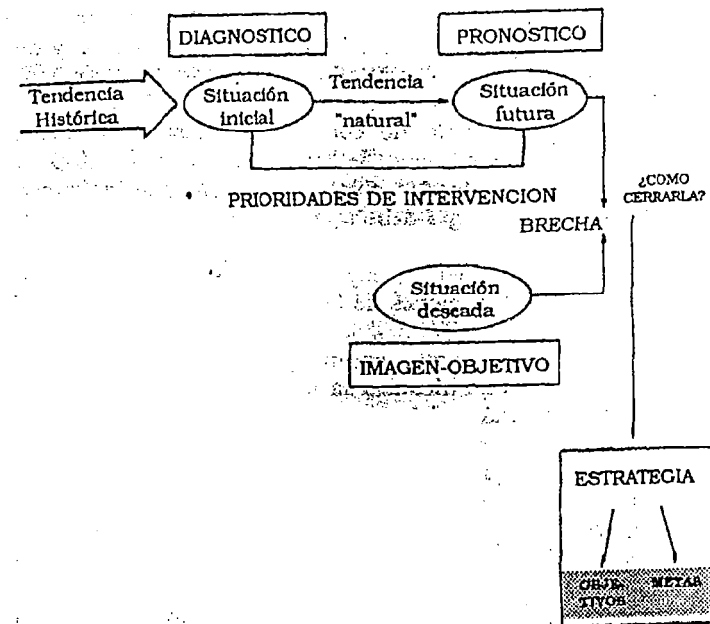 DIAGNOSTICO
PRONOSTICO
Tendencia
Histórica
Situación
inicial
Tendencia
"natural"
Situación
futura
PRIORIDADES DE INTERVENCION
¿COMO
CERRARLA?
BRECHA
Situación
deseada
IMAGEN-OBJETIVO
ESTRATEGIA
OBJE-
TIVOS
METAS